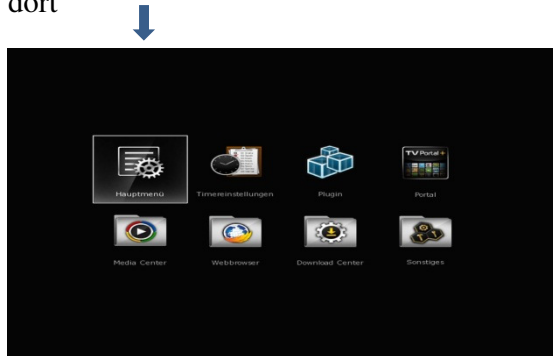 dort
TV Portal+
Hauptmenü Timereinstellungen Plugin Portal
Media Center Webbrowser Download Center Sonstiges